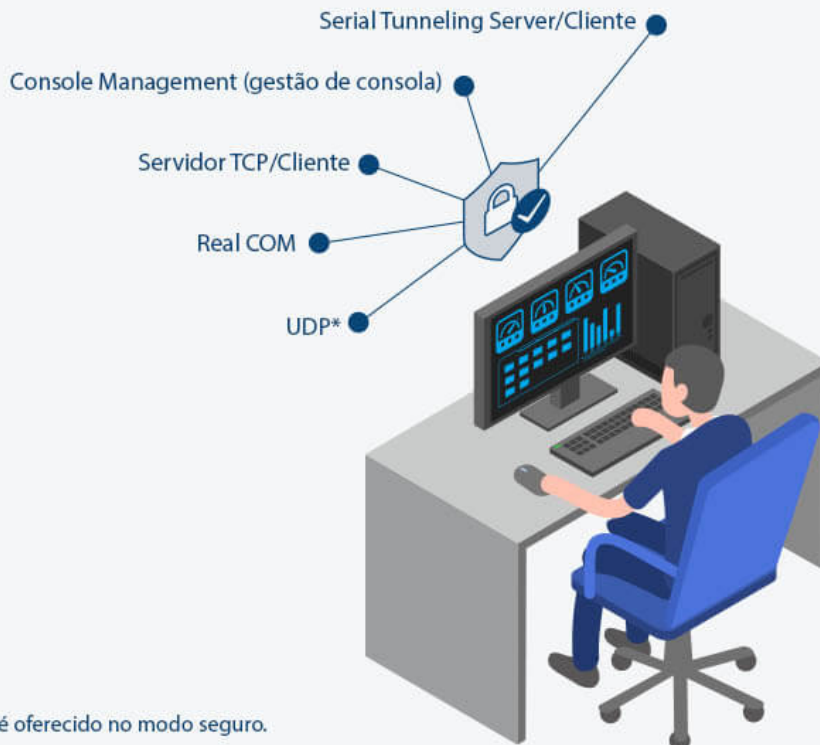 Serial Tunneling Server/Cliente
Console Management (gestão de consola)
Servidor TCP/Cliente
Real COM
UDP*
é oferecido no modo seguro.